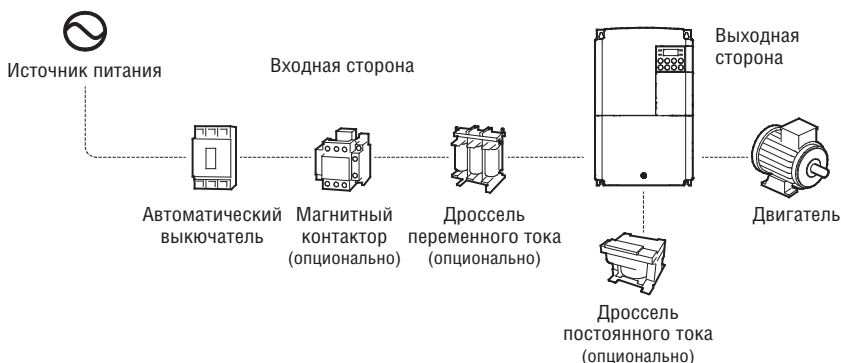 Источник питания
Входная сторона
Выходная
сторона
Автоматический
выкючатель
Магнитный
контактор
(опционально)
Дроссель
переменного тока
(опционально)
Двигатель
Дроссель
постоянного тока
(опционально)